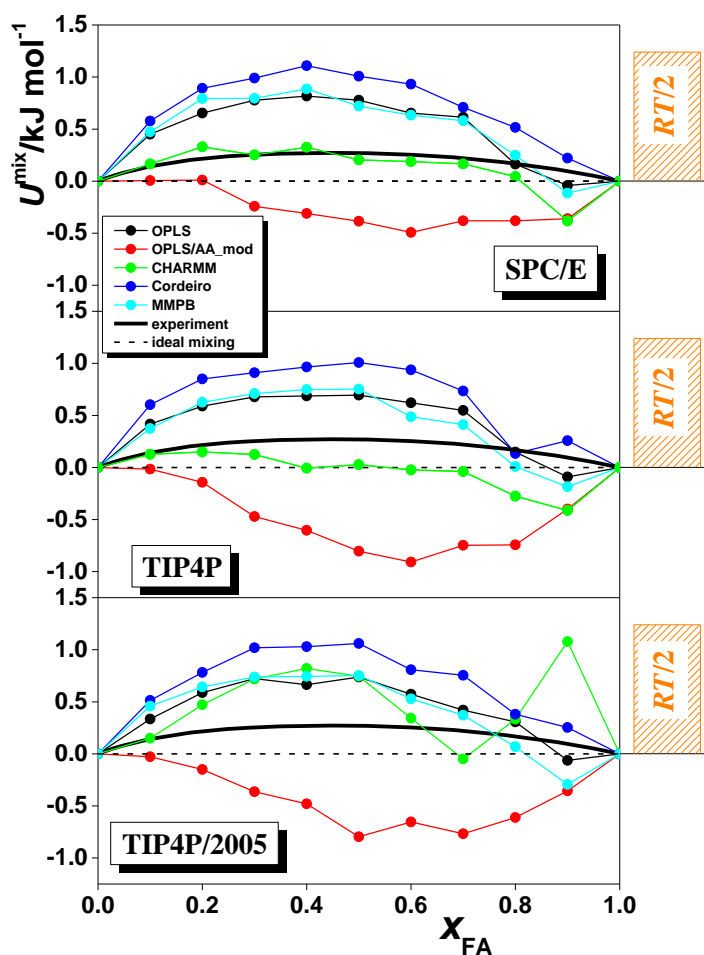 1.5
1.0
0.5
0.0
-0.5
-1.0
U^mix/kJ mol^-1
RT/2
OPLS
OPLS/AA_mod
CHARMM
Cordeiro
MMPB
experiment
ideal mixing
SPC/E
1.5
1.0
0.5
0.0
-0.5
-1.0
RT/2
TIP4P
1.5
1.0
0.5
0.0
-0.5
-1.0
RT/2
TIP4P/2005
0.0 0.2 0.4 0.6 0.8 1.0
x_FA